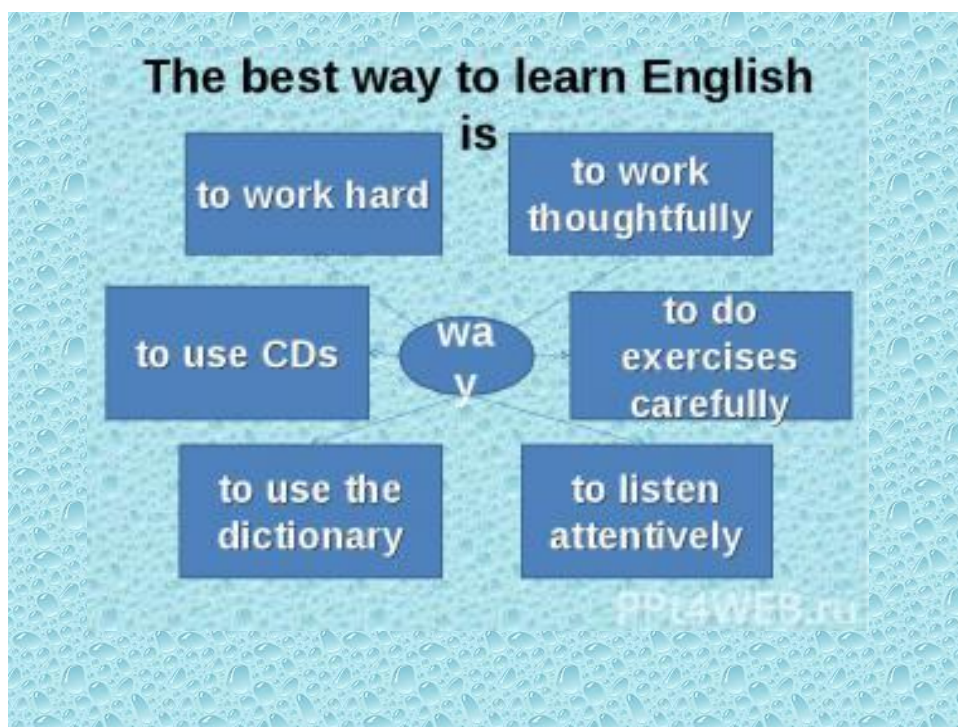 The best way to learn English
is
to work hard
to work
thoughtfully
to use CDs
wa
y
to do
exercises
carefully
to use the
dictionary
to listen
attentively
PPt4WEB.ru